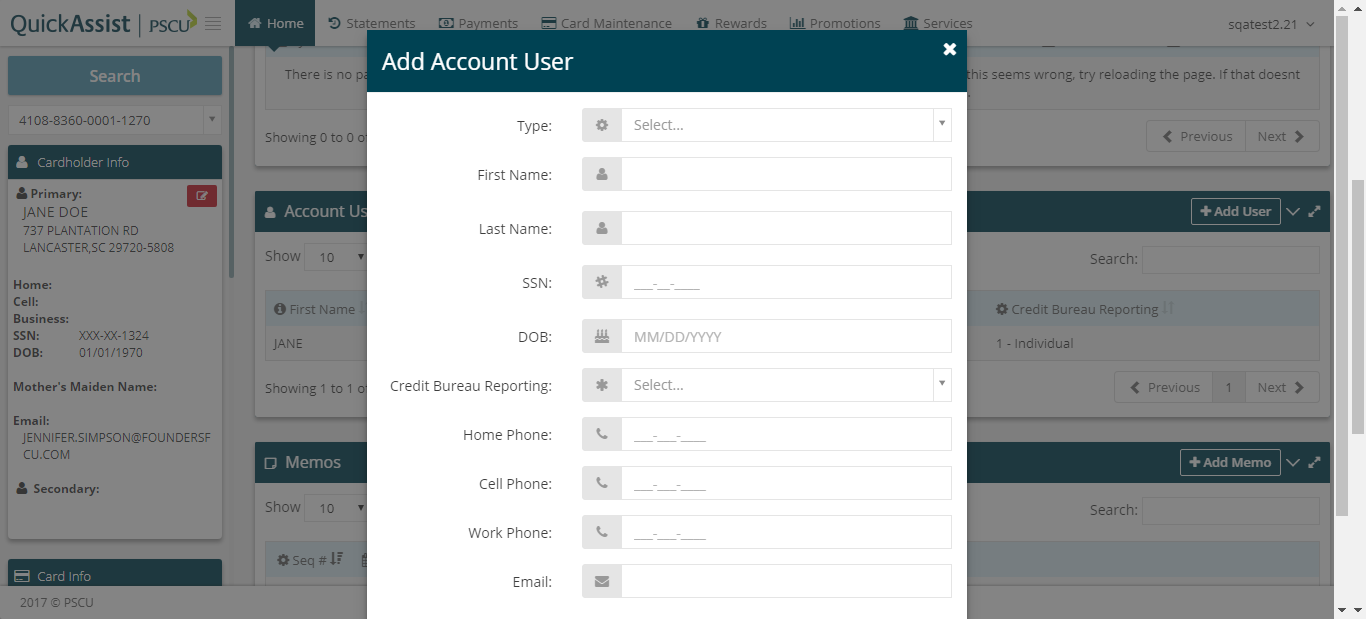 QuickAssist | PSCU
Home
Statements
Payments
Card Maintenance
Rewards
Promotions
Services
sqatest2.21
Search
4108-8360-0001-1270
Cardholder Info
Primary:
JANE DOE
737 PLANTATION RD
LANCASTER,SC 29720-5808
Home:
Cell:
Business:
SSN: XXX-XX-1324
DOB: 01/01/1970
Mother's Maiden Name:
Email:
JENNIFER.SIMPSON@FOUNDERSF
CU.COM
Secondary:
Card Info
2017 © PSCU
There is no pa
this seems wrong, try reloading the page. If that doesnt
Showing 0 to 0 of
Previous
Next
Account Us
Add User
Show 10
Search:
First Name
Credit Bureau Reporting
JANE
1 - Individual
Showing 1 to 1 of
Previous 1 Next
Memos
Add Memo
Show 10
Search:
Seq #
Add Account User
Type: Select...
First Name:
Last Name:
SSN: ___-__-____
DOB: MM/DD/YYYY
Credit Bureau Reporting: Select...
Home Phone: ___-___-____
Cell Phone: ___-___-____
Work Phone: ___-___-____
Email: